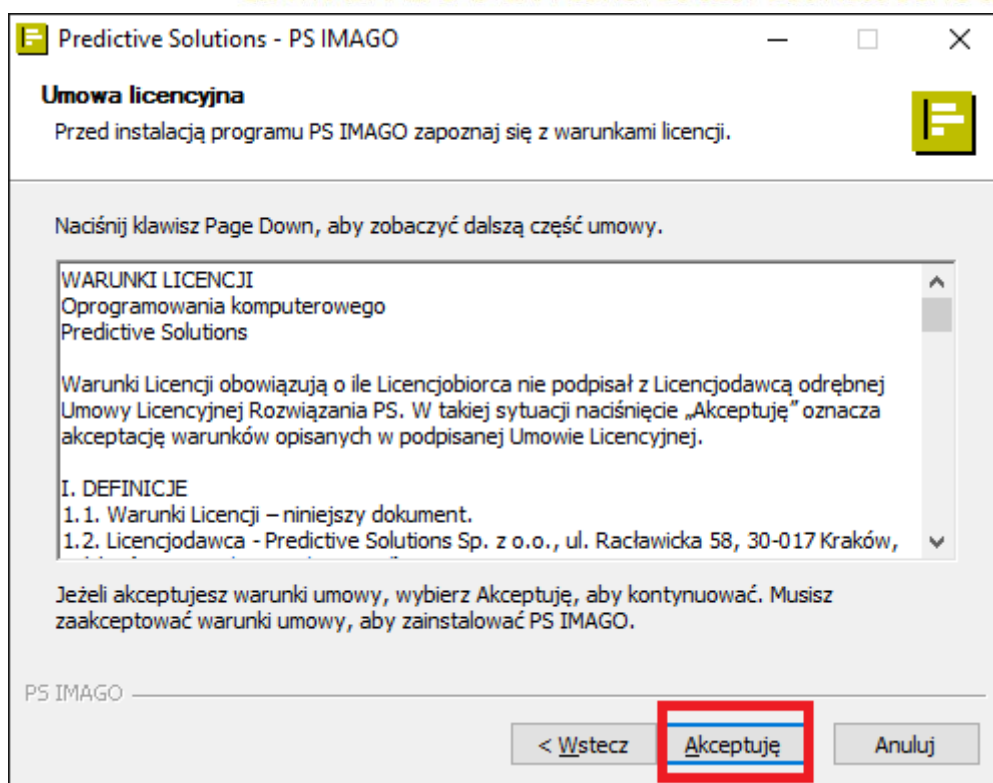 Predictive Solutions - PS IMAGO
Umowa licencyjna
Przed instalacją programu PS IMAGO zapoznaj się z warunkami licencji.
Naciśnij klawisz Page Down, aby zobaczyć dalszą część umowy.
WARUNKI LICENCJI
Oprogramowania komputerowego
Predictive Solutions
Warunki Licencji obowiązują o ile Licencjobiorca nie podpisał z Licencjodawcą odrębnej
Umowy Licencyjnej Rozwiązania PS. W takiej sytuacji naciśnięcie „Akceptuję” oznacza
akceptację warunków opisanych w podpisanej Umowie Licencyjnej.
I. DEFINICJE
1.1. Warunki Licencji – niniejszy dokument.
1.2. Licencjodawca - Predictive Solutions Sp. z o.o., ul. Racławicka 58, 30-017 Kraków,
Jeżeli akceptujesz warunki umowy, wybierz Akceptuję, aby kontynuować. Musisz
zaakceptować warunki umowy, aby zainstalować PS IMAGO.
PS IMAGO
< Wstecz Akceptuję Anuluj